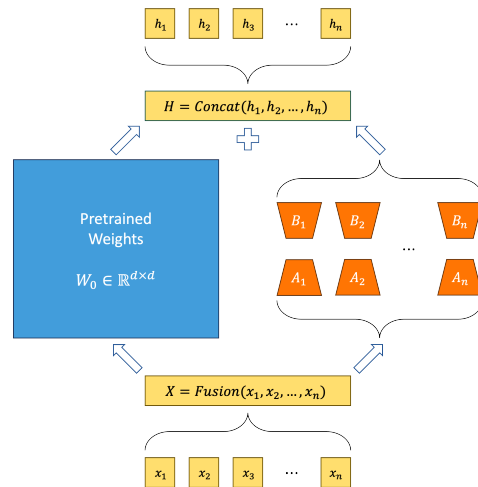 h₁ h₂ h₃ ⋯ hₙ
H = Concat(h₁, h₂, …, hₙ)
Pretrained
Weights
W₀ ∈ ℝ^{d×d}
B₁ B₂ Bₙ
…
A₁ A₂ Aₙ
X = Fusion(x₁, x₂, …, xₙ)
x₁ x₂ x₃ ⋯ xₙ